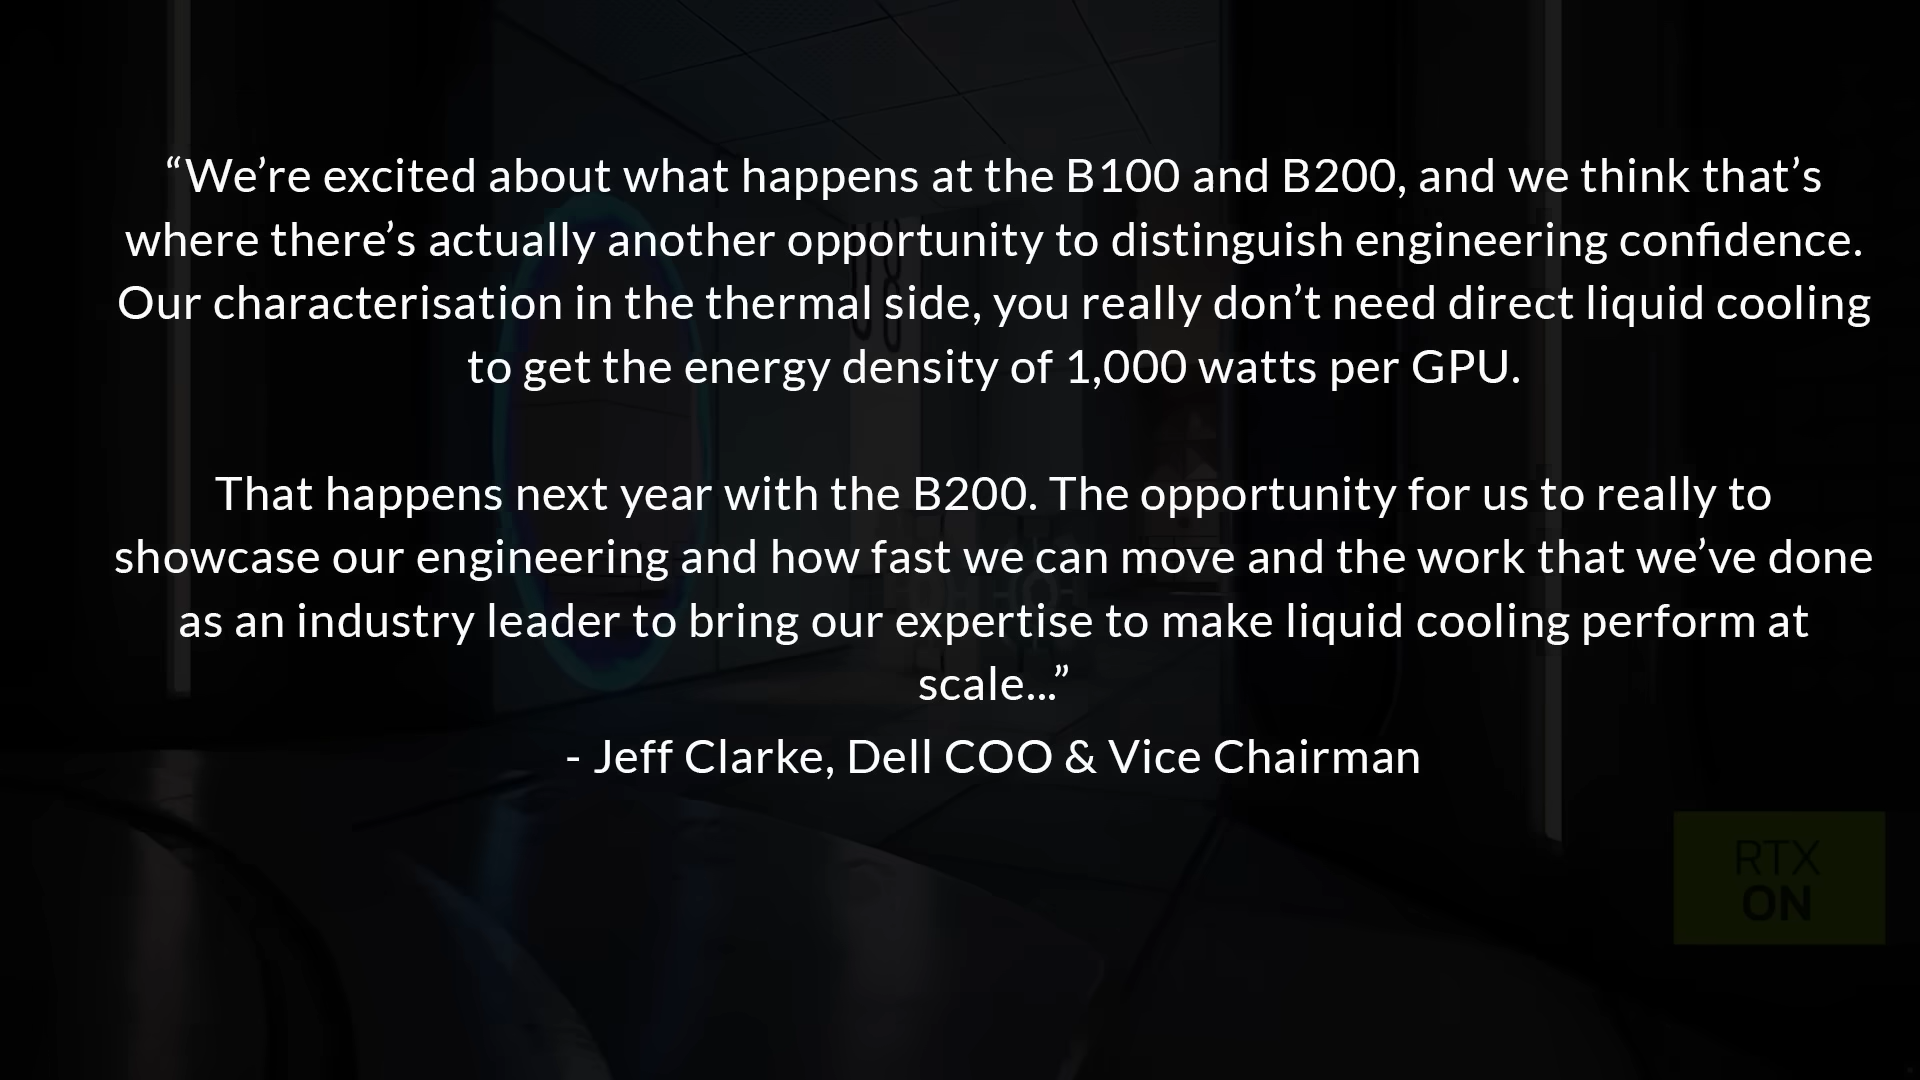 “We’re excited about what happens at the B100 and B200, and we think that’s
where there’s actually another opportunity to distinguish engineering confidence.
Our characterisation in the thermal side, you really don’t need direct liquid cooling
to get the energy density of 1,000 watts per GPU.
That happens next year with the B200. The opportunity for us to really to
showcase our engineering and how fast we can move and the work that we’ve done
as an industry leader to bring our expertise to make liquid cooling perform at
scale...”
- Jeff Clarke, Dell COO & Vice Chairman
RTX
ON